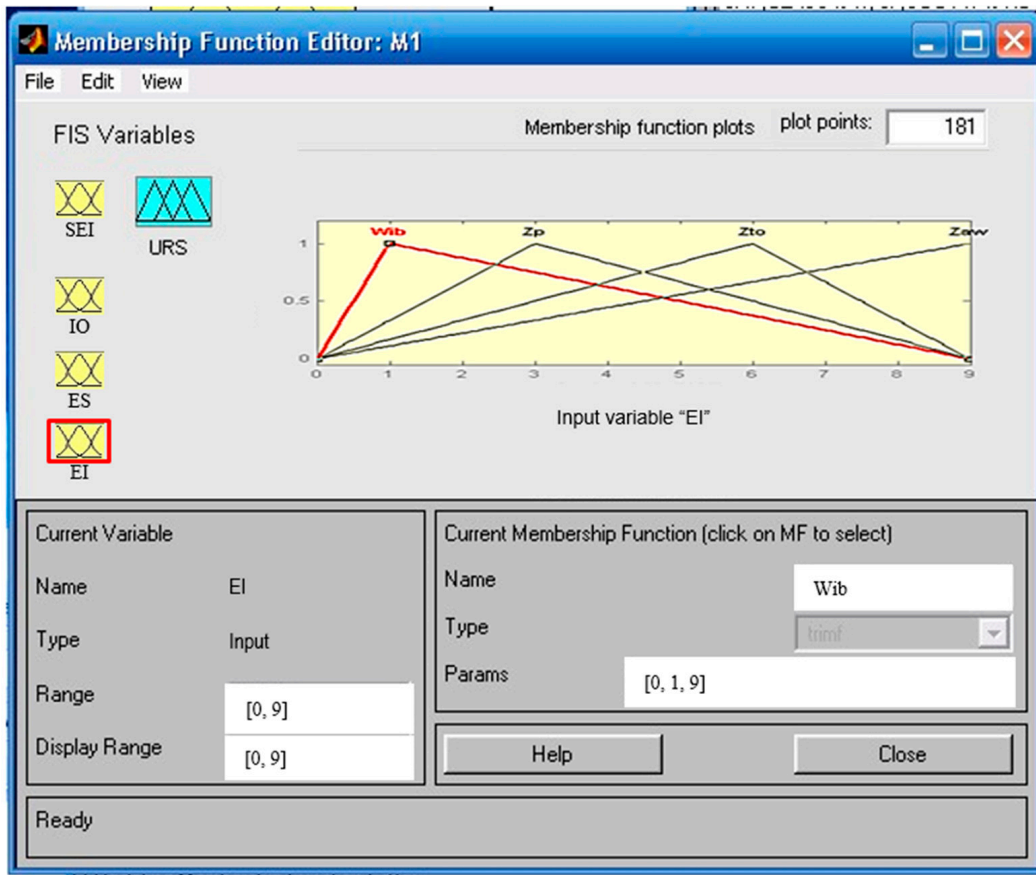 Membership Function Editor: M1
File Edit View
FIS Variables
Membership function plots plot points: 181
SEI
URS
IO
ES
EI
Wib Zp Zto Zaw
1
0.5
0
0 1 2 3 4 5 6 7 8 9
Input variable “EI”
Current Variable
Name EI
Type Input
Range [0, 9]
Display Range [0, 9]
Current Membership Function (click on MF to select)
Name Wib
Type trimf
Params [0, 1, 9]
Help Close
Ready